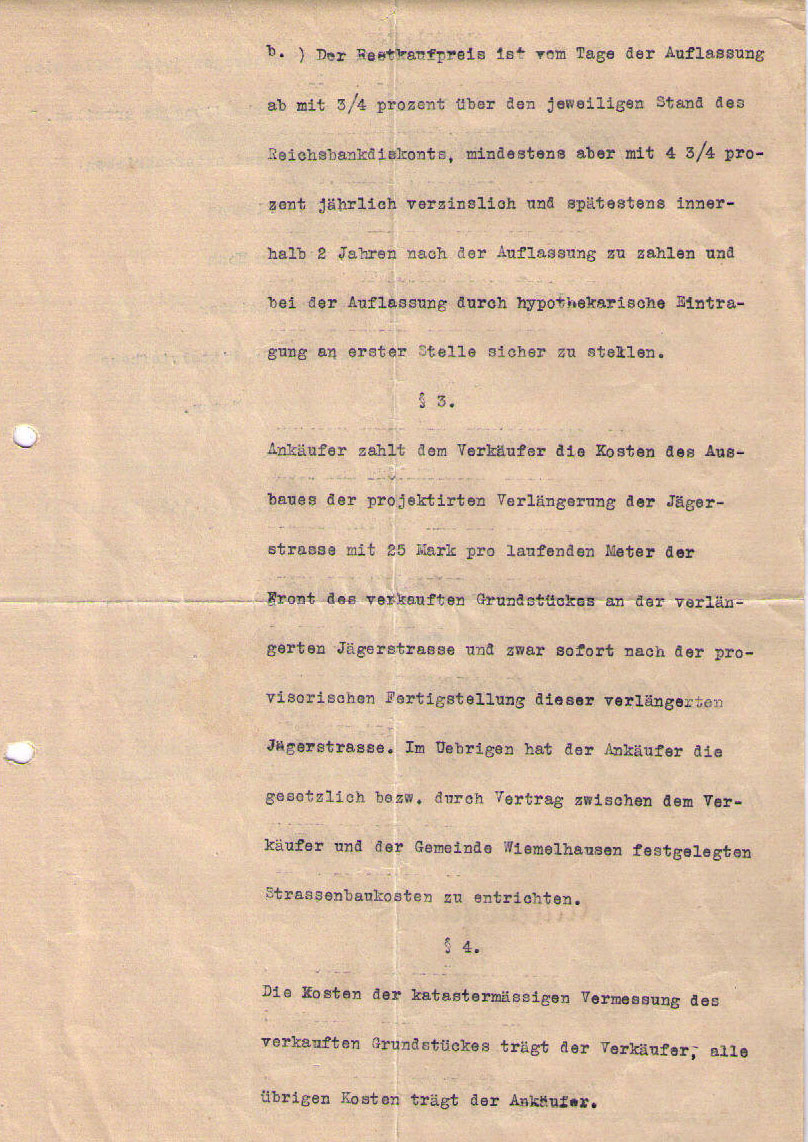 b. ) Der Restkaufpreis ist vom Tage der Auflassung
ab mit 3/4 prozent über den jeweiligen Stand des
Reichsbankdiskonts, mindestens aber mit 4 3/4 pro-
zent jährlich verzinslich und spätestens inner-
halb 2 Jahren nach der Auflassung zu zahlen und
bei der Auflassung durch hypothekarische Eintra-
gung an erster Stelle sicher zu stellen.
§ 3.
Ankäufer zahlt dem Verkäufer die Kosten des Aus-
baues der projektirten Verlängerung der Jäger-
strasse mit 25 Mark pro laufenden Meter der
Front des verkauften Grundstückes an der verlän-
gerten Jägerstrasse und zwar sofort nach der pro-
visorischen Fertigstellung dieser verlängerten
Jägerstrasse. Im Uebrigen hat der Ankäufer die
gesetzlich bezw. durch Vertrag zwischen dem Ver-
käufer und der Gemeinde Wiemelhausen festgelegten
Strassenbaukosten zu entrichten.
§ 4.
Die Kosten der katastermässigen Vermessung des
verkauften Grundstückes trägt der Verkäufer, alle
übrigen Kosten trägt der Ankäufer.